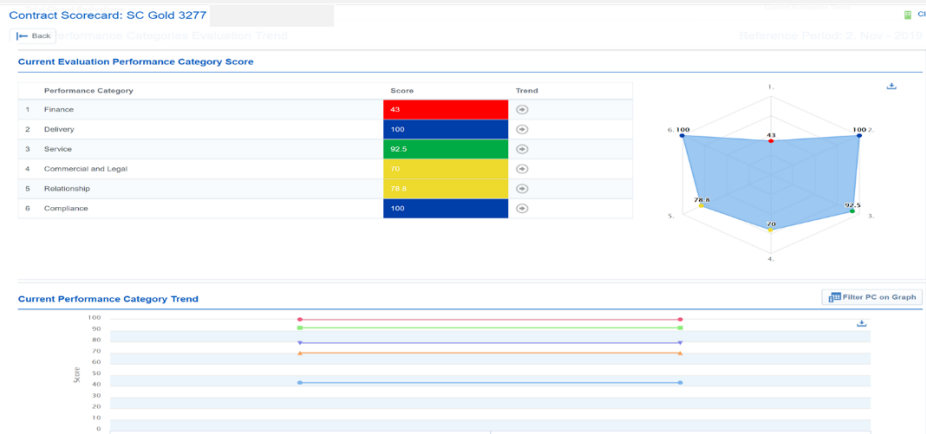 Contract Scorecard: SC Gold 3277
Back
Performance Categories Evaluation Trend
Reference Period: 2, Nov - 2019
Current Evaluation Performance Category Score
Performance Category Score Trend
1 Finance 43
2 Delivery 100
3 Service 92.5
4 Commercial and Legal 70
5 Relationship 78.8
6 Compliance 100
1.
6. 100
43
100 2.
78.8
92.5
5.
3.
70
4.
Current Performance Category Trend
Filter PC on Graph
100
90
80
70
60
50
40
30
20
10
0
Score